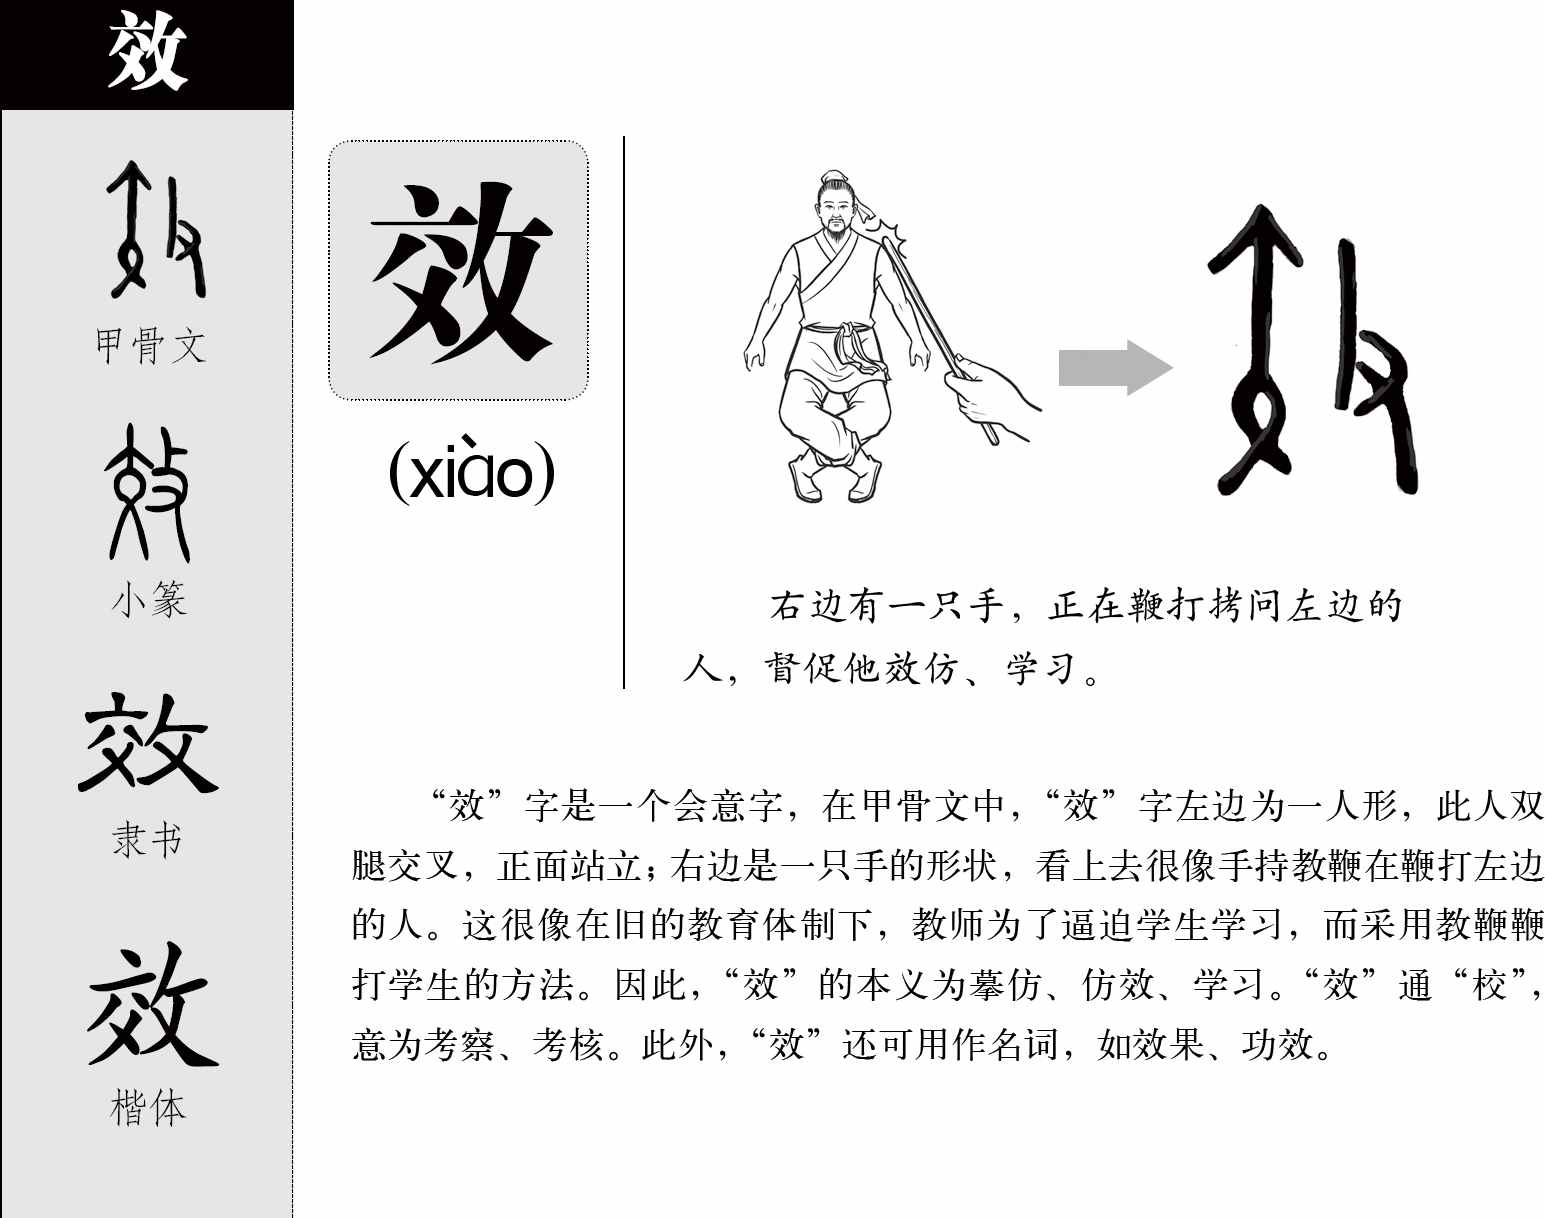 效
甲骨文
小篆
隶书
楷体
效
(xiào)
右边有一只手，正在鞭打拷问左边的
人，督促他效仿、学习。
“效”字是一个会意字，在甲骨文中，“效”字左边为一人形，此人双
腿交叉，正面站立；右边是一只手的形状，看上去很像手持教鞭在鞭打左边
的人。这很像在旧的教育体制下，教师为了逼迫学生学习，而采用教鞭鞭
打学生的方法。因此，“效”的本义为摹仿、仿效、学习。“效”通“校”，
意为考察、考核。此外，“效”还可用作名词，如效果、功效。